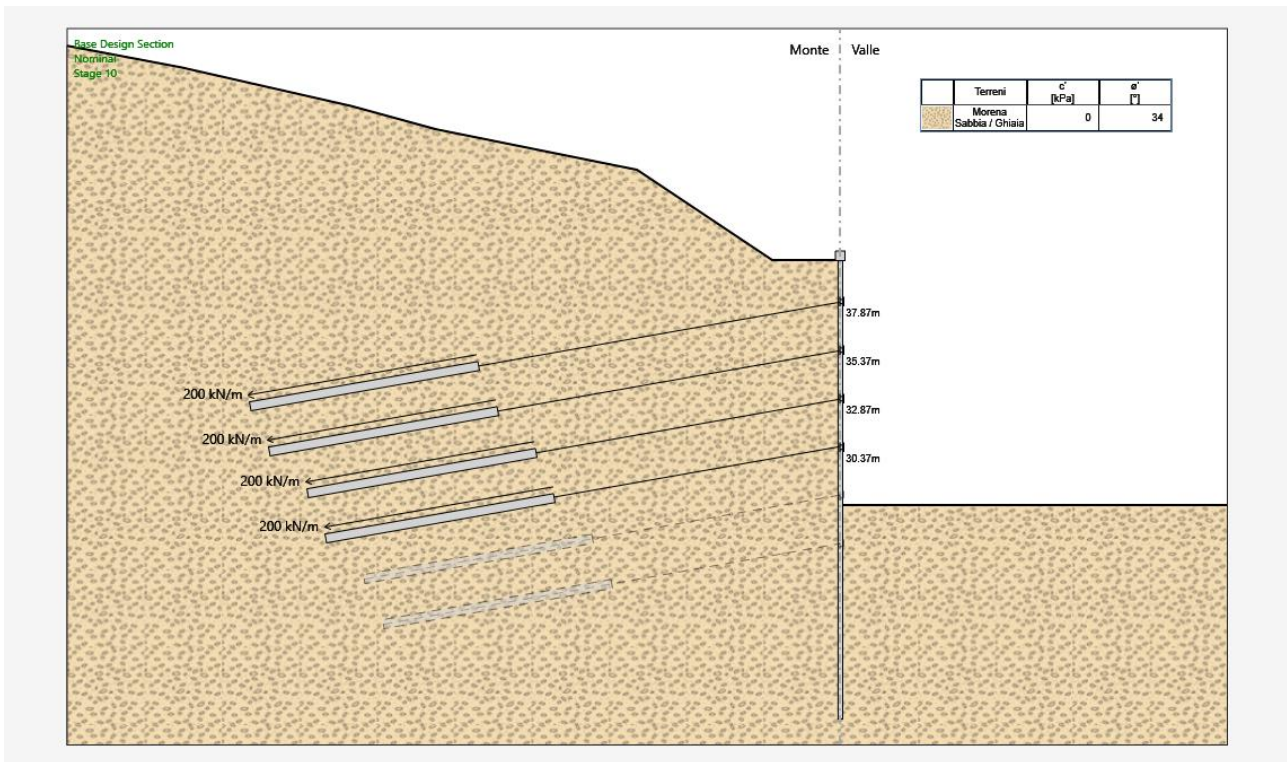 Base Design Section
Nominal
Stage 10
Monte Valle
Terreni c' ø'
[kPa] [°]
Morena
Sabbia / Ghiaia 0 34
37.87m
35.37m
200 kN/m
32.87m
200 kN/m
30.37m
200 kN/m
200 kN/m